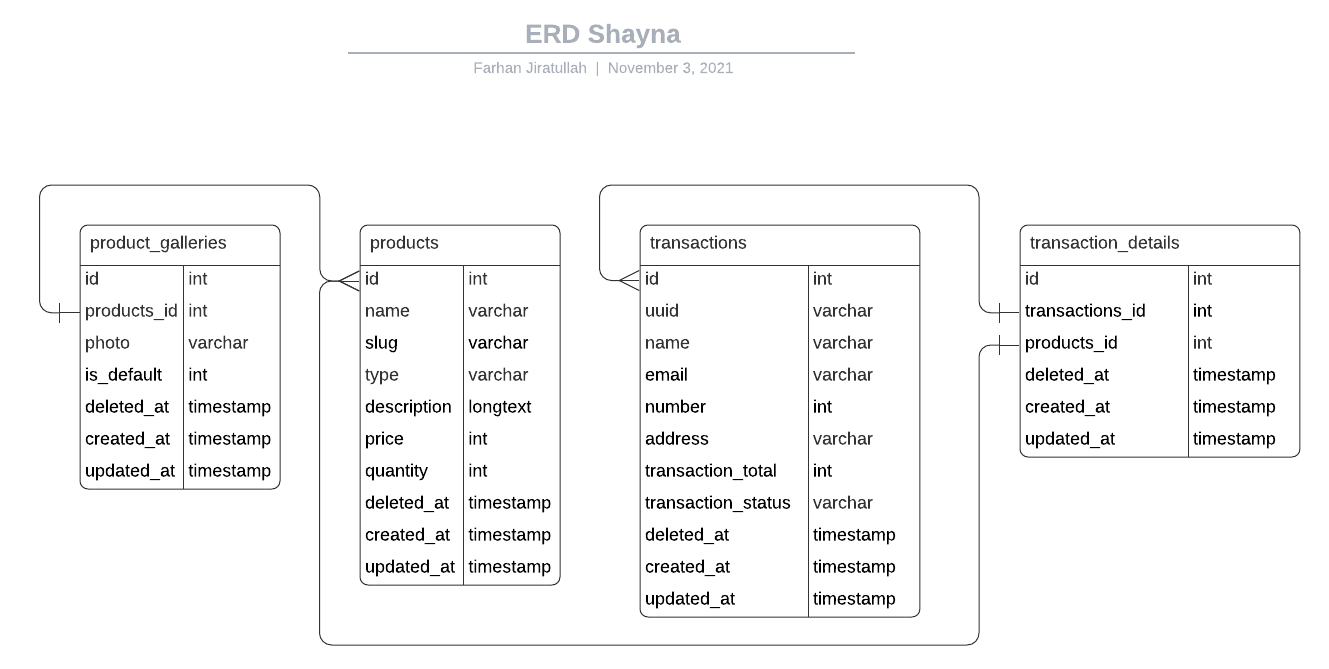 ERD Shayna
Farhan Jiratullah | November 3, 2021
product_galleries
id int
products_id int
photo varchar
is_default int
deleted_at timestamp
created_at timestamp
updated_at timestamp
products
id int
name varchar
slug varchar
type varchar
description longtext
price int
quantity int
deleted_at timestamp
created_at timestamp
updated_at timestamp
transactions
id int
uuid varchar
name varchar
email varchar
number int
address varchar
transaction_total int
transaction_status varchar
deleted_at timestamp
created_at timestamp
updated_at timestamp
transaction_details
id int
transactions_id int
products_id int
deleted_at timestamp
created_at timestamp
updated_at timestamp